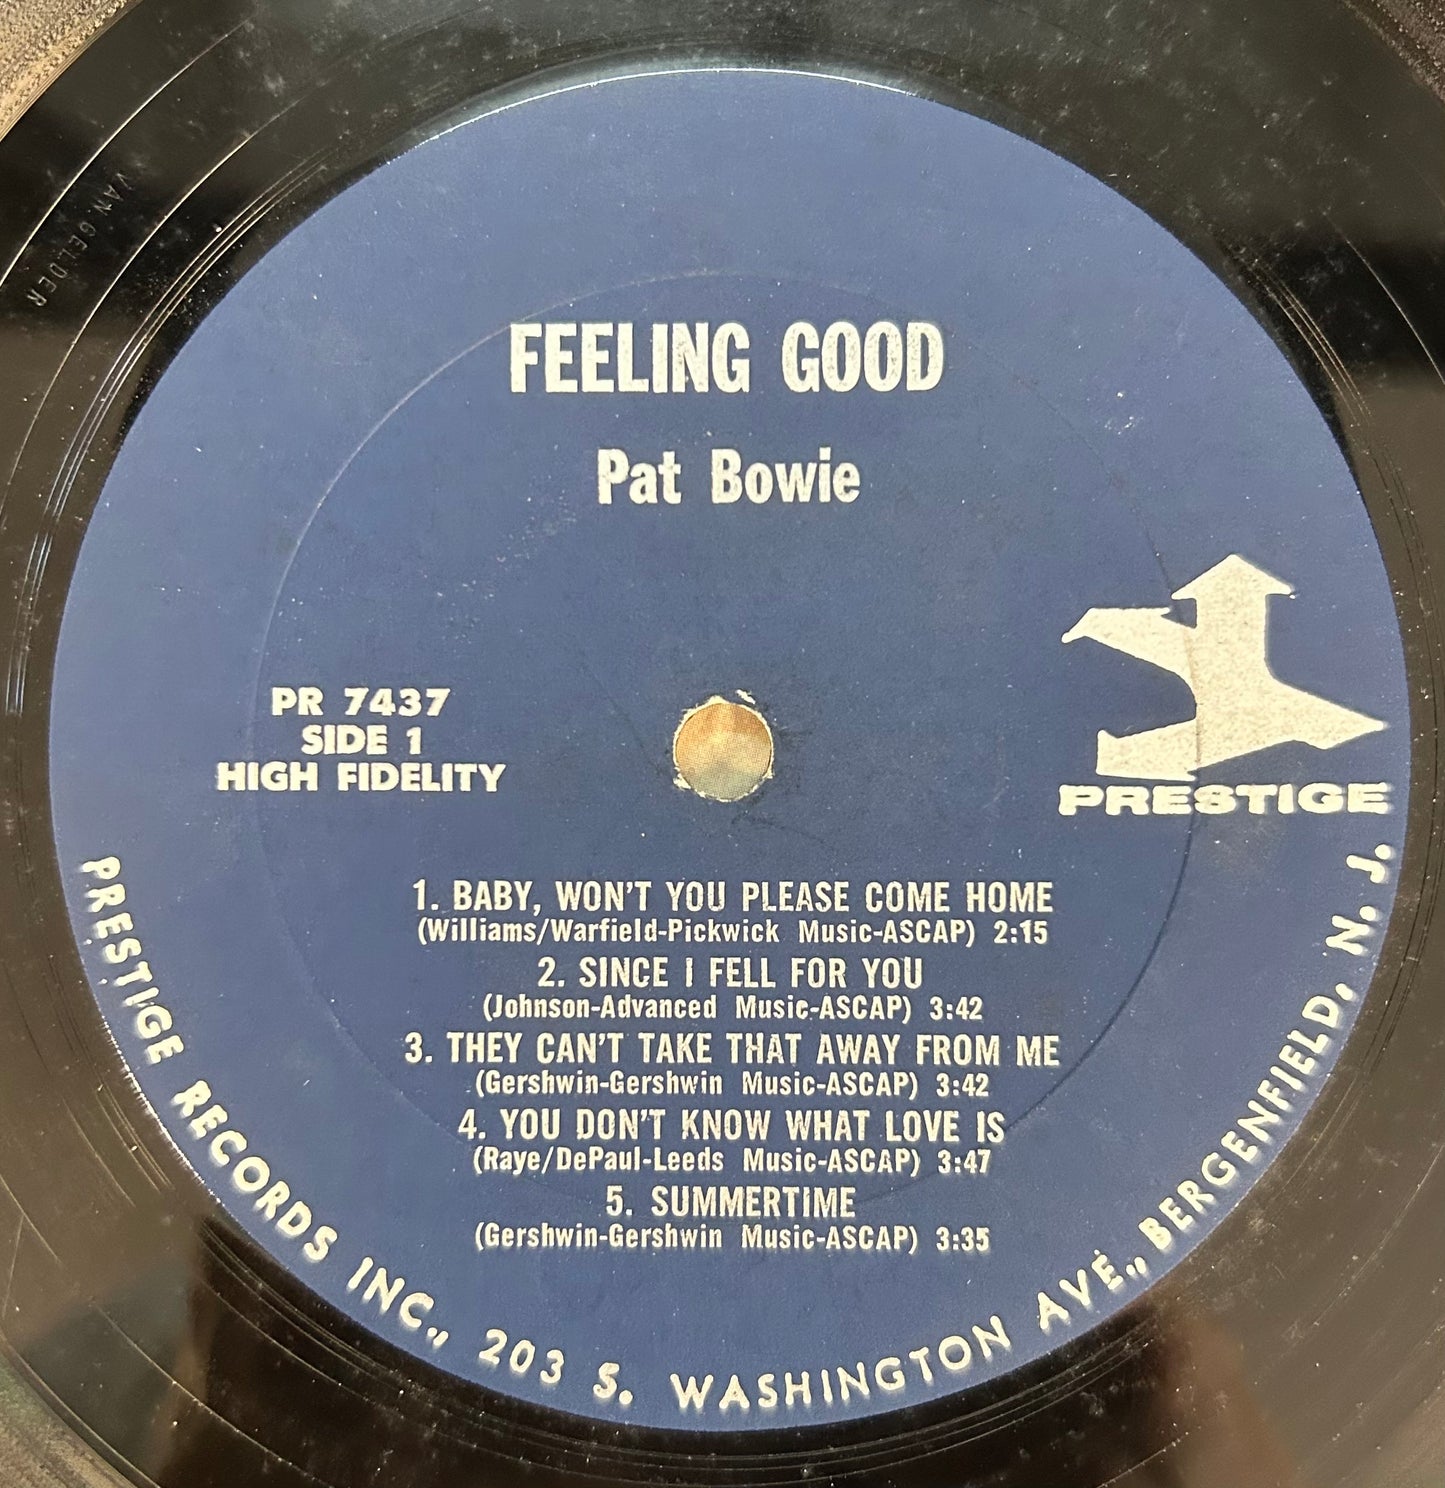 VAN GELDER
FEELING GOOD
Pat Bowie
PR 7437
SIDE 1
HIGH FIDELITY
PRESTIGE
1. BABY, WON'T YOU PLEASE COME HOME
(Williams/Warfield-Pickwick Music-ASCAP) 2:15
2. SINCE I FELL FOR YOU
(Johnson-Advanced Music-ASCAP) 3:42
3. THEY CAN'T TAKE THAT AWAY FROM ME
(Gershwin-Gershwin Music-ASCAP) 3:42
4. YOU DON'T KNOW WHAT LOVE IS
(Raye/DePaul-Leeds Music-ASCAP) 3:47
5. SUMMERTIME
(Gershwin-Gershwin Music-ASCAP) 3:35
PRESTIGE RECORDS INC., 203 S. WASHINGTON AVE., BERGENFIELD, N. J.